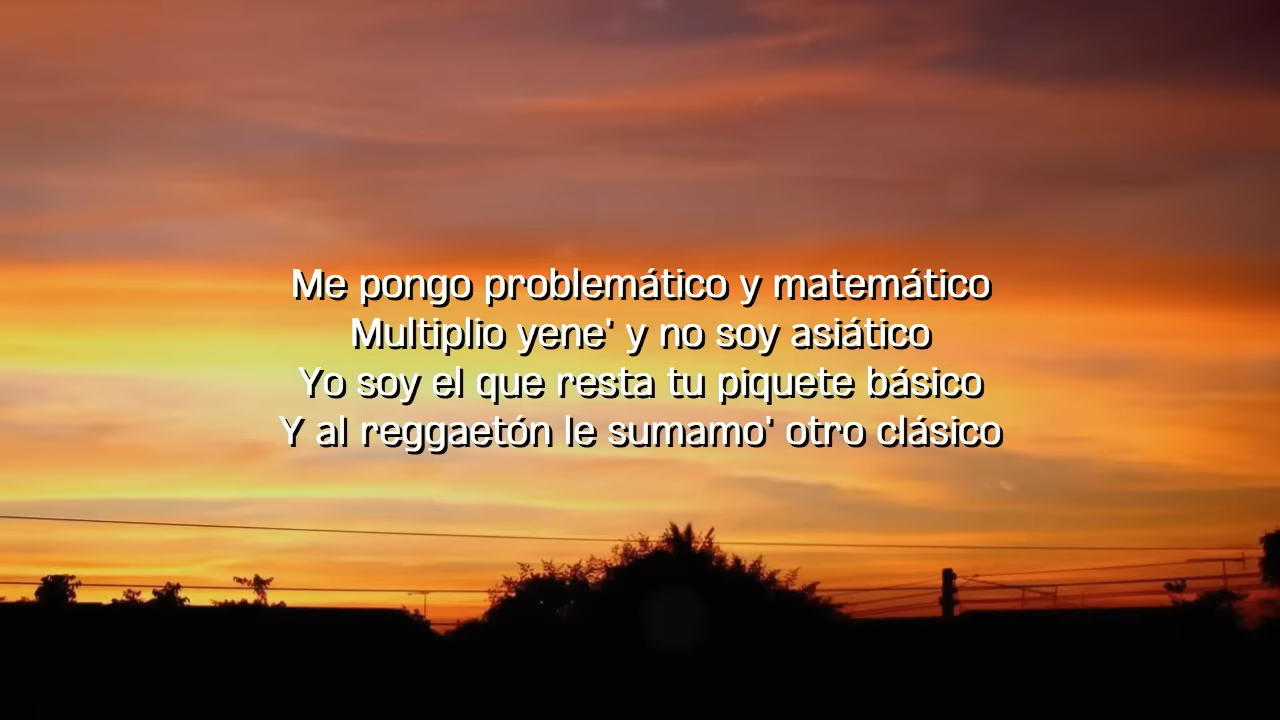 Me pongo problemático y matemático
Multiplio yene' y no soy asiático
Yo soy el que resta tu piquete básico
Y al reggaetón le sumamo' otro clásico